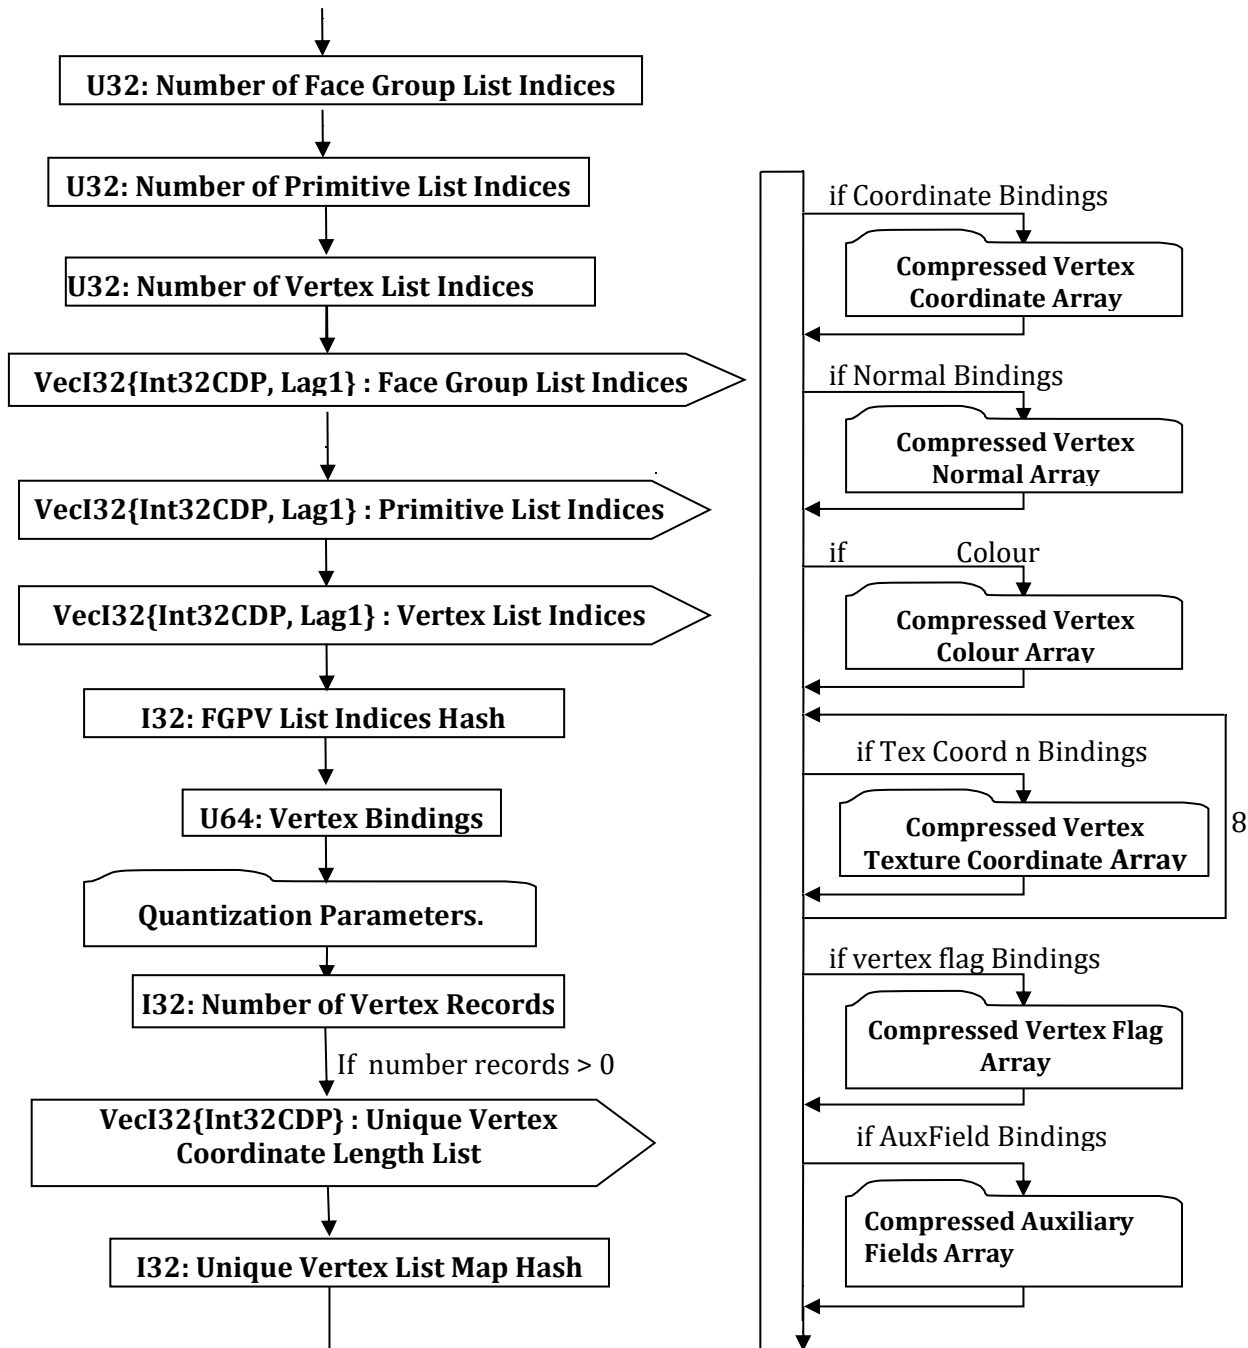 U32: Number of Face Group List Indices
U32: Number of Primitive List Indices
U32: Number of Vertex List Indices
VecI32{Int32CDP, Lag1} : Face Group List Indices
VecI32{Int32CDP, Lag1} : Primitive List Indices
VecI32{Int32CDP, Lag1} : Vertex List Indices
I32: FGPV List Indices Hash
U64: Vertex Bindings
Quantization Parameters.
I32: Number of Vertex Records
If number records > 0
VecI32{Int32CDP} : Unique Vertex
Coordinate Length List
I32: Unique Vertex List Map Hash
if Coordinate Bindings
Compressed Vertex
Coordinate Array
if Normal Bindings
Compressed Vertex
Normal Array
if Colour
Compressed Vertex
Colour Array
if Tex Coord n Bindings
Compressed Vertex
Texture Coordinate Array
8
if vertex flag Bindings
Compressed Vertex Flag
Array
if AuxField Bindings
Compressed Auxiliary
Fields Array